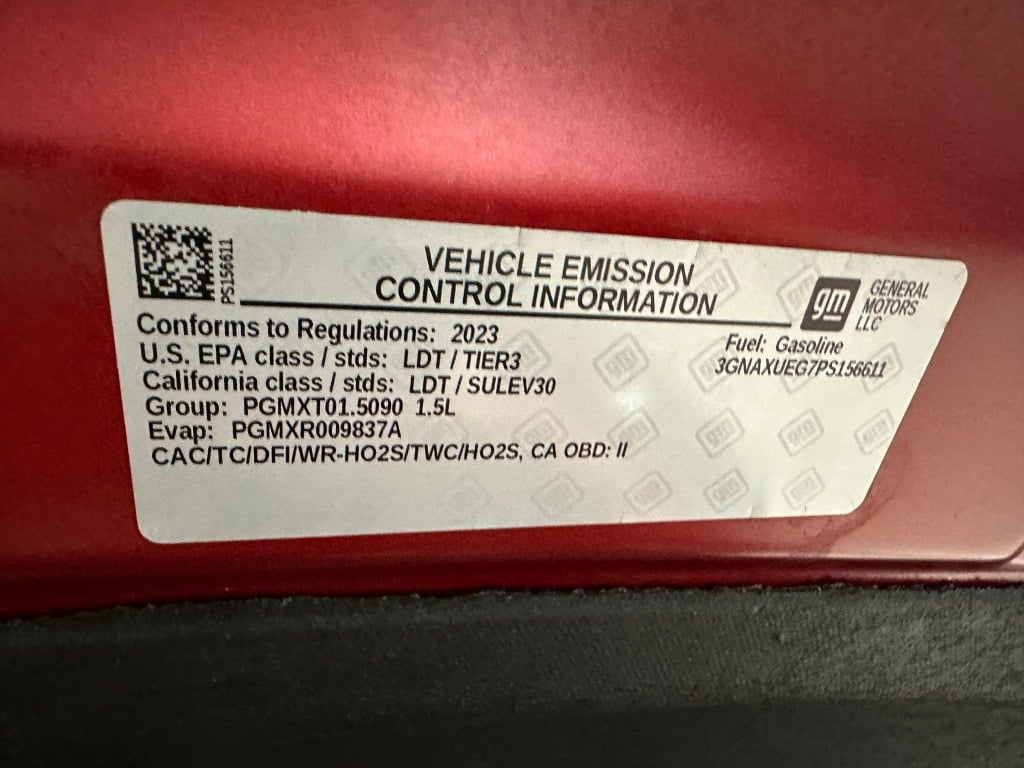 PS156611
VEHICLE EMISSION
CONTROL INFORMATION
gm
GENERAL
MOTORS
LLC
Conforms to Regulations: 2023
U.S. EPA class / stds: LDT / TIER3
California class / stds: LDT / SULEV30
Group: PGMXT01.5090 1.5L
Evap: PGMXR009837A
CAC/TC/DFI/WR-HO2S/TWC/HO2S, CA OBD: II
Fuel: Gasoline
3GNAXUEG7PS156611